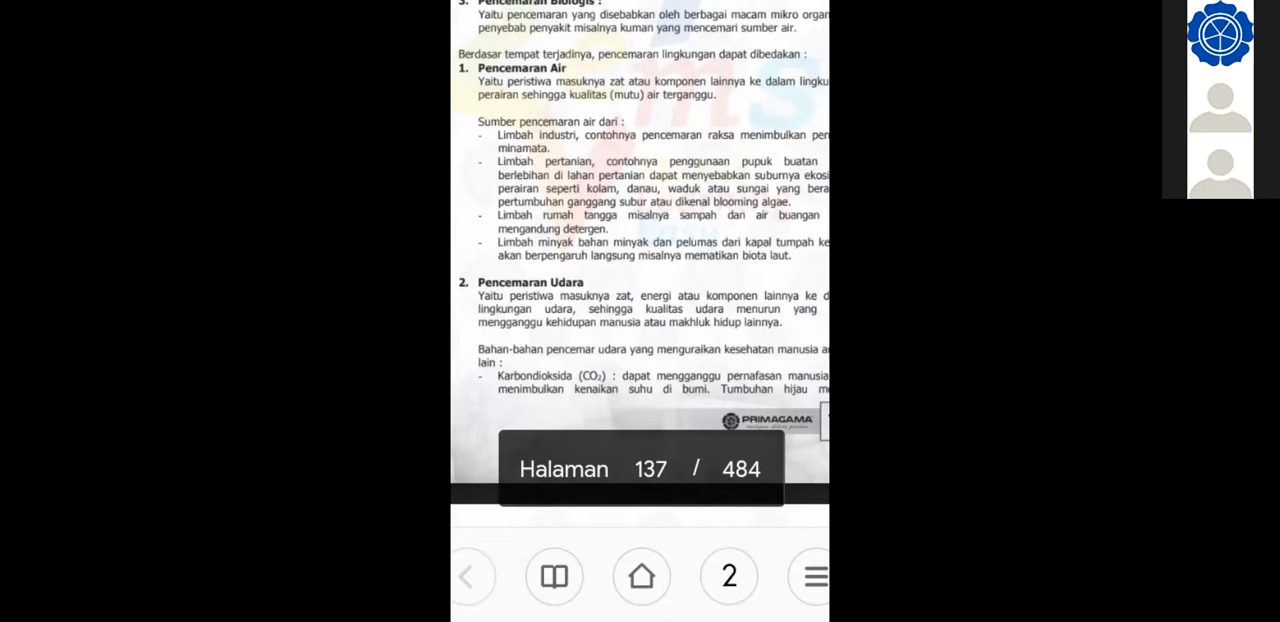 3. Pencemaran Biologis :
Yaitu pencemaran yang disebabkan oleh berbagai macam mikro organ
penyebab penyakit misalnya kuman yang mencemari sumber air.
Berdasar tempat terjadinya, pencemaran lingkungan dapat dibedakan :
1. Pencemaran Air
Yaitu peristiwa masuknya zat atau komponen lainnya ke dalam lingku
perairan sehingga kualitas (mutu) air terganggu.
Sumber pencemaran air dari :
- Limbah industri, contohnya pencemaran raksa menimbulkan pen
minamata.
- Limbah pertanian, contohnya penggunaan pupuk buatan
berlebihan di lahan pertanian dapat menyebabkan suburnya ekosi
perairan seperti kolam, danau, waduk atau sungai yang bera
pertumbuhan ganggang subur atau dikenal blooming algae.
- Limbah rumah tangga misalnya sampah dan air buangan
mengandung detergen.
- Limbah minyak bahan minyak dan pelumas dari kapal tumpah ke
akan berpengaruh langsung misalnya mematikan biota laut.
2. Pencemaran Udara
Yaitu peristiwa masuknya zat, energi atau komponen lainnya ke d
lingkungan udara, sehingga kualitas udara menurun yang
mengganggu kehidupan manusia atau makhluk hidup lainnya.
Bahan-bahan pencemar udara yang menguraikan kesehatan manusia a
lain :
- Karbondioksida (CO₂) : dapat mengganggu pernafasan manusia
menimbulkan kenaikan suhu di bumi. Tumbuhan hijau m
PRIMAGAMA
Halaman 137 / 484
2